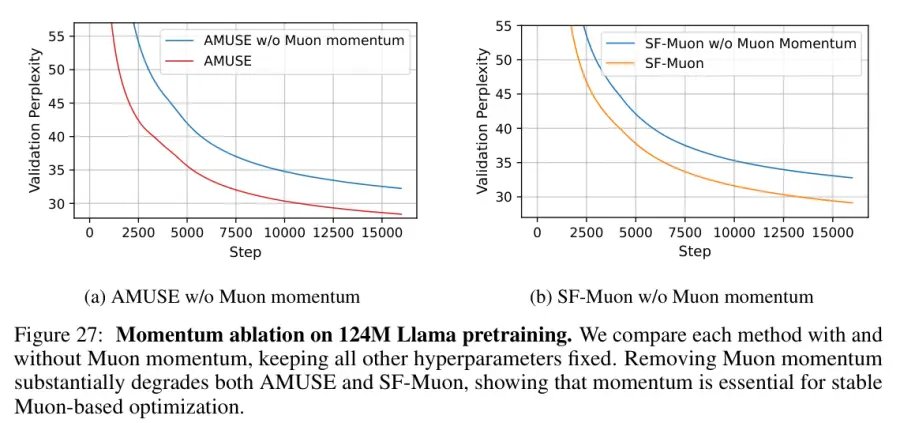 55
50
45
40
35
30
Validation Perplexity
AMUSE w/o Muon momentum
AMUSE
0 2500 5000 7500 10000 12500 15000
Step
(a) AMUSE w/o Muon momentum
55
50
45
40
35
30
Validation Perplexity
SF-Muon w/o Muon Momentum
SF-Muon
0 2500 5000 7500 10000 12500 15000
Step
(b) SF-Muon w/o Muon momentum
Figure 27: Momentum ablation on 124M Llama pretraining. We compare each method with and
without Muon momentum, keeping all other hyperparameters fixed. Removing Muon momentum
substantially degrades both AMUSE and SF-Muon, showing that momentum is essential for stable
Muon-based optimization.